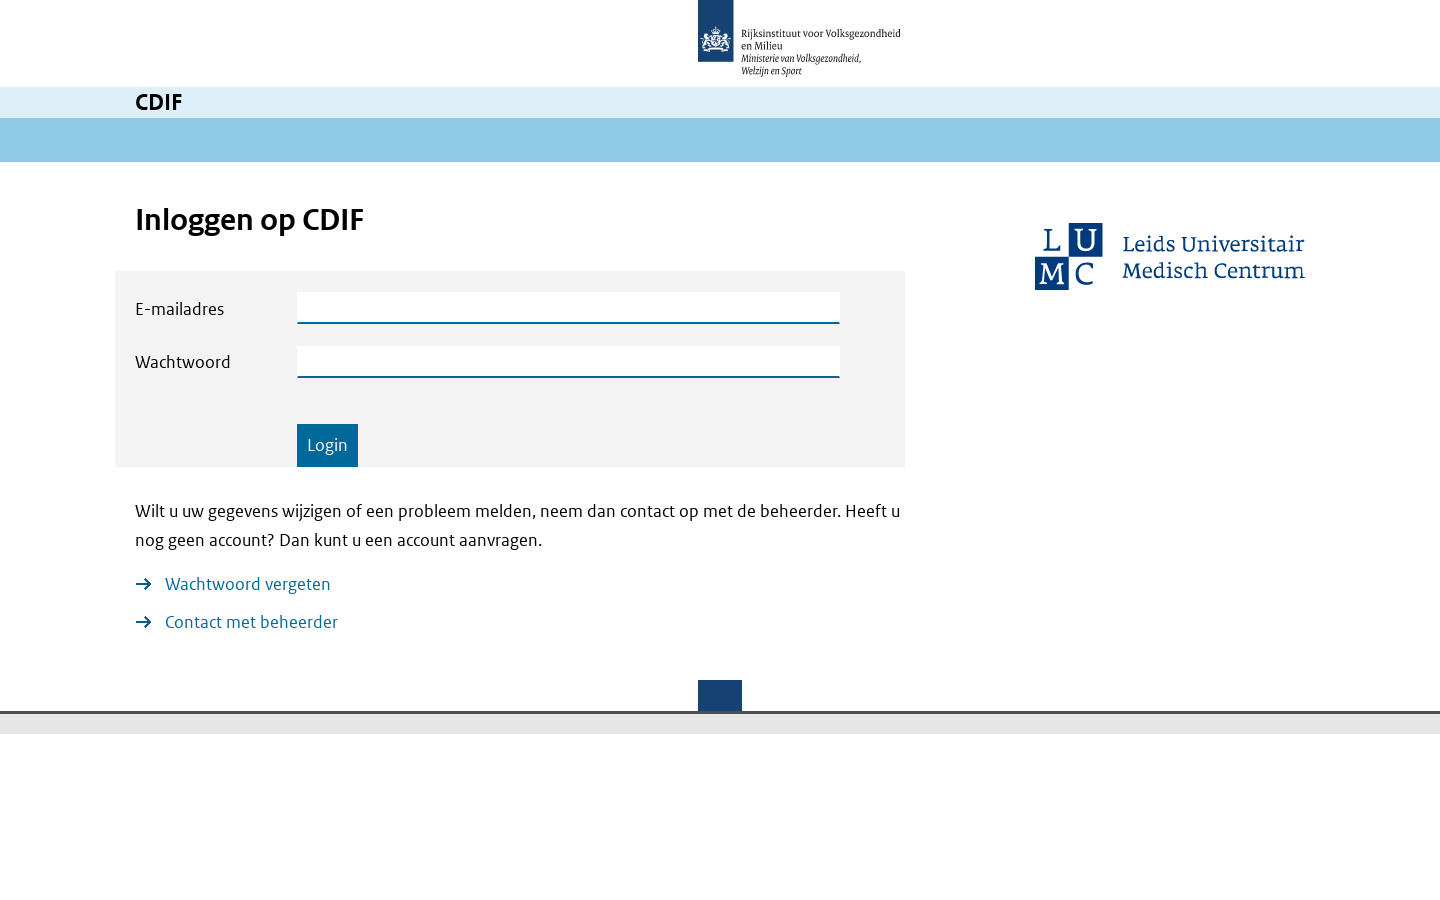 Rijksinstituut voor Volksgezondheid
en Milieu
Ministerie van Volksgezondheid,
Welzijn en Sport
CDIF
Inloggen op CDIF
L U
M C
Leids Universitair
Medisch Centrum
E-mailadres
Wachtwoord
Login
Wilt u uw gegevens wijzigen of een probleem melden, neem dan contact op met de beheerder. Heeft u
nog geen account? Dan kunt u een account aanvragen.
Wachtwoord vergeten
Contact met beheerder